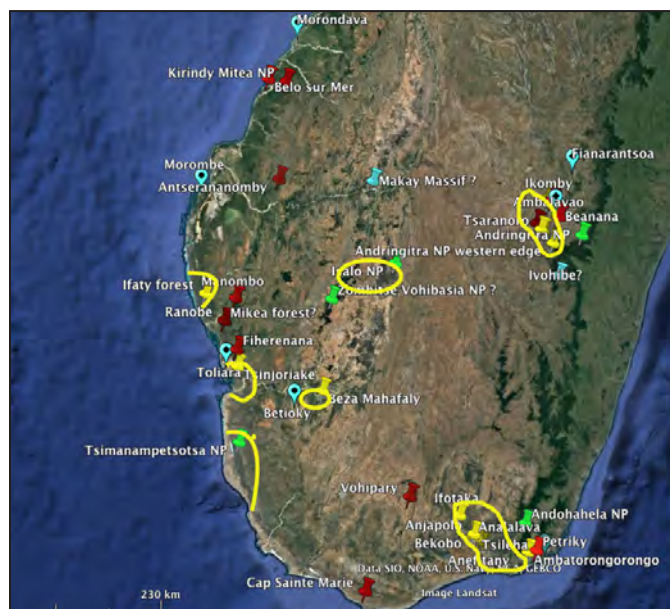 Morondava
Kirindy Mitea NP
Belo sur Mer
Fianarantsoa
Morombe
Makay Massif ?
Antserananomby
Ikomby
Ambalavao
Tsaranoro
Beanana
Andringitra NP
Andringitra NP western edge
Ivohibe?
Isalo NP
Ifaty forest
Manombo
Zombitse Vohibasia NP ?
Ranobe
Mikea forest?
Fiherenana
Toliara
Tsinjoriake
Beza Mahafaly
Betioky
Tsimanampetsotsa NP
Vohipary
Ifotaka
Anjapolo
Analalava
Andohahela NP
Bekobo
Tsileha
Petriky
Anefitany
Ambatorongorongo
Data SIO, NOAA, U.S. Navy, NGA, GEBCO
Cap Sainte Marie
Image Landsat
230 km